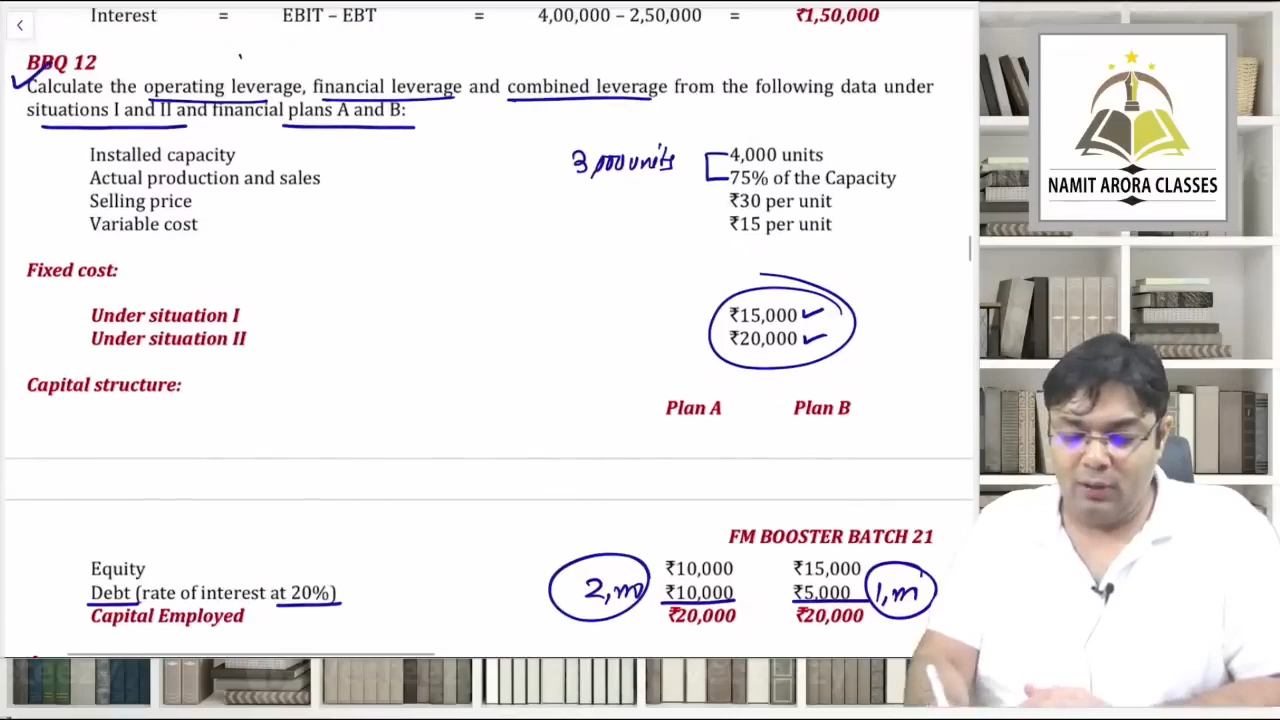 Interest = EBIT – EBT = 4,00,000 – 2,50,000 = ₹1,50,000
BBQ 12
Calculate the operating leverage, financial leverage and combined leverage from the following data under
situations I and II and financial plans A and B:
Installed capacity 4,000 units
3,000 units
Actual production and sales 75% of the Capacity
Selling price ₹30 per unit
Variable cost ₹15 per unit
Fixed cost:
Under situation I ₹15,000
Under situation II ₹20,000
Capital structure:
Plan A Plan B
FM BOOSTER BATCH 21
Equity ₹10,000 ₹15,000
Debt (rate of interest at 20%) 2,000 ₹10,000 ₹5,000 1,000
Capital Employed ₹20,000 ₹20,000
NAMIT ARORA CLASSES